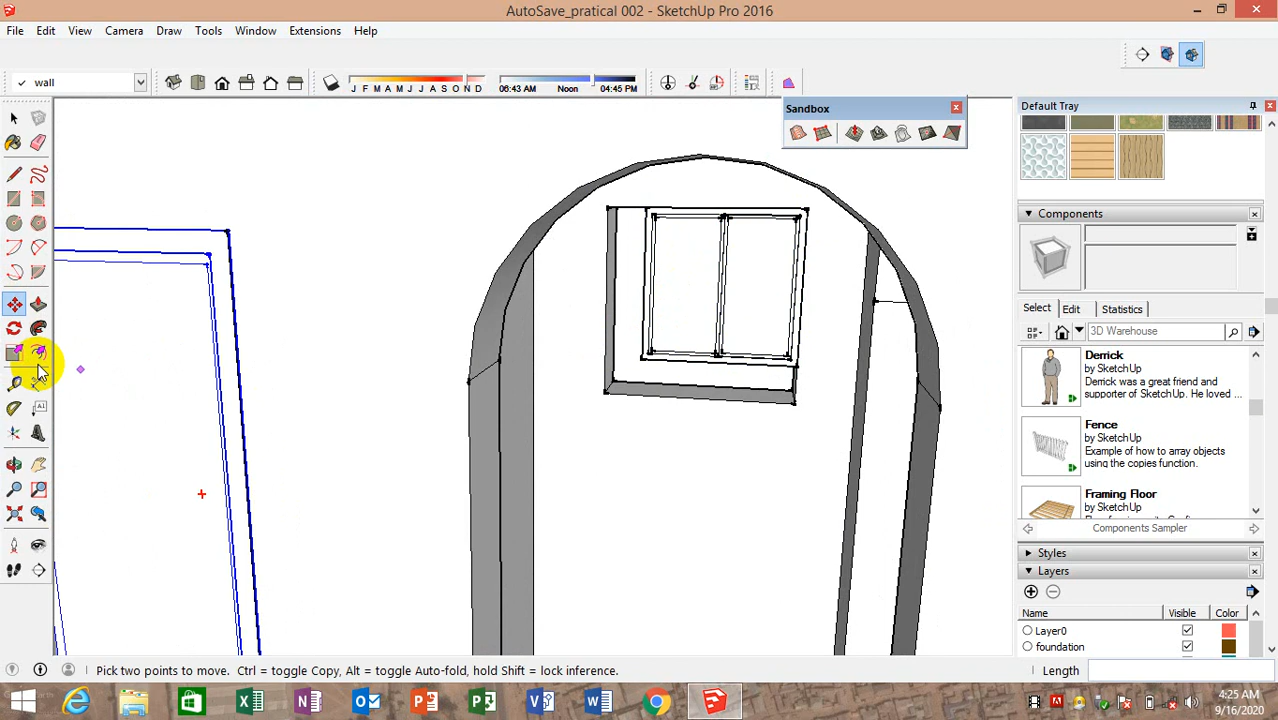 AutoSave_pratical 002 - SketchUp Pro 2016
File Edit View Camera Draw Tools Window Extensions Help
wall
J F M A M J J A S O N D
06:43 AM Noon 04:45 PM
Sandbox
Default Tray
Components
Select Edit Statistics
3D Warehouse
Derrick
by SketchUp
Derrick was a great friend and
supporter of SketchUp. He loved ...
Fence
by SketchUp
Example of how to array objects
using the copies function.
Framing Floor
by SketchUp
Components Sampler
Styles
Layers
Name Visible Color
Layer0
foundation
Pick two points to move. Ctrl = toggle Copy, Alt = toggle Auto-fold, hold Shift = lock inference.
Length
4:25 AM
9/16/2020